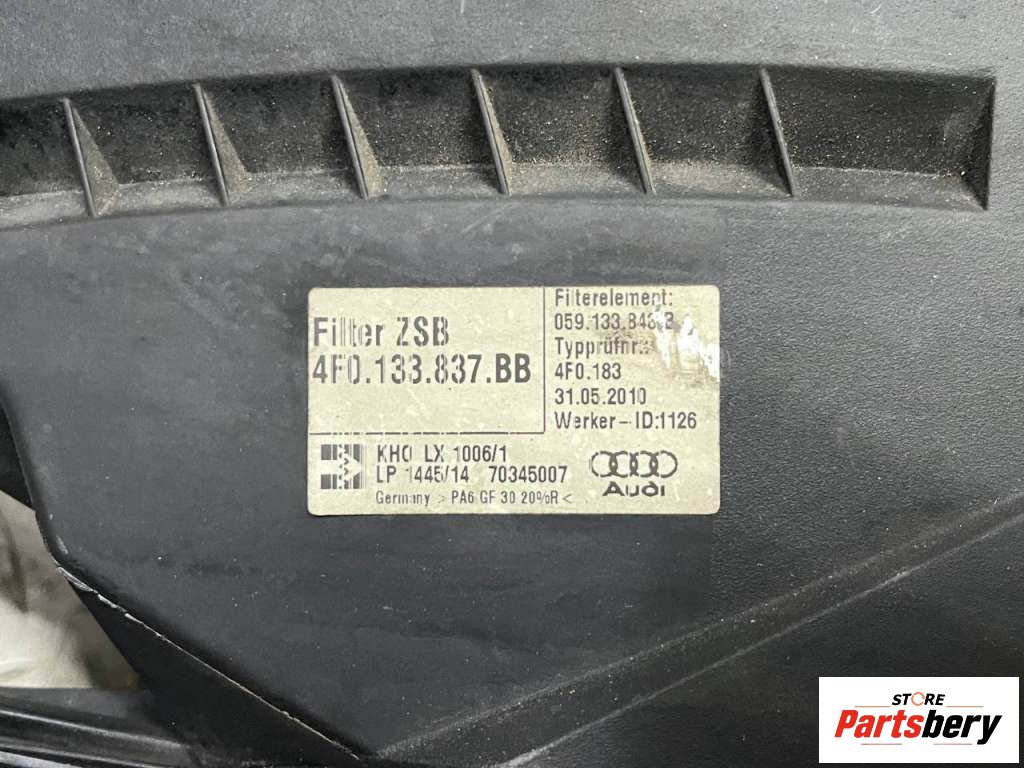 Filter ZSB
4F0.133.837.BB
Filterelement:
059.133.843.B
Typprüfnr.:
4F0.183
31.05.2010
Werker-ID:1126
KHO LX 1006/1
LP 1445/14 70345007
Germany >PA6 GF 30 20%R<
Audi
STORE
Partsbery